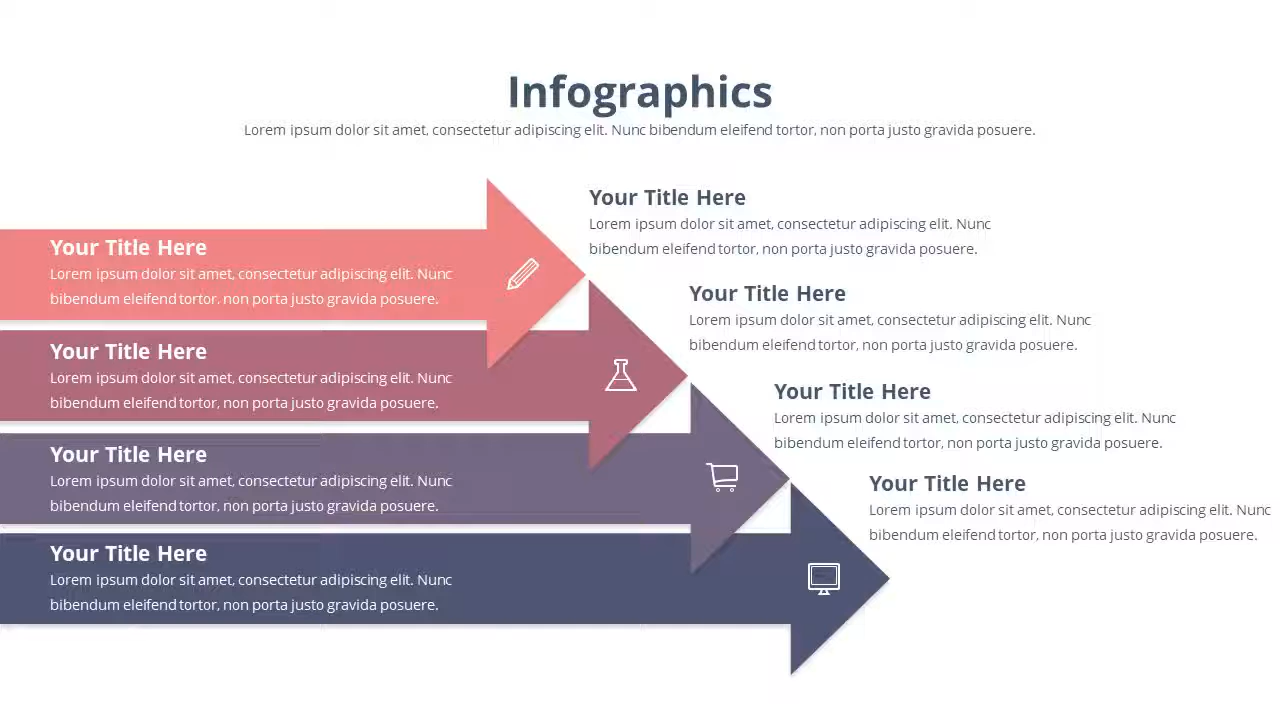 Infographics
Lorem ipsum dolor sit amet, consectetur adipiscing elit. Nunc bibendum eleifend tortor, non porta justo gravida posuere.
Your Title Here
Lorem ipsum dolor sit amet, consectetur adipiscing elit. Nunc
bibendum eleifend tortor, non porta justo gravida posuere.
Your Title Here
Lorem ipsum dolor sit amet, consectetur adipiscing elit. Nunc
bibendum eleifend tortor, non porta justo gravida posuere.
Your Title Here
Lorem ipsum dolor sit amet, consectetur adipiscing elit. Nunc
bibendum eleifend tortor, non porta justo gravida posuere.
Your Title Here
Lorem ipsum dolor sit amet, consectetur adipiscing elit. Nunc
bibendum eleifend tortor, non porta justo gravida posuere.
Your Title Here
Lorem ipsum dolor sit amet, consectetur adipiscing elit. Nunc
bibendum eleifend tortor, non porta justo gravida posuere.
Your Title Here
Lorem ipsum dolor sit amet, consectetur adipiscing elit. Nunc
bibendum eleifend tortor, non porta justo gravida posuere.
Your Title Here
Lorem ipsum dolor sit amet, consectetur adipiscing elit. Nunc
bibendum eleifend tortor, non porta justo gravida posuere.
Your Title Here
Lorem ipsum dolor sit amet, consectetur adipiscing elit. Nunc
bibendum eleifend tortor, non porta justo gravida posuere.